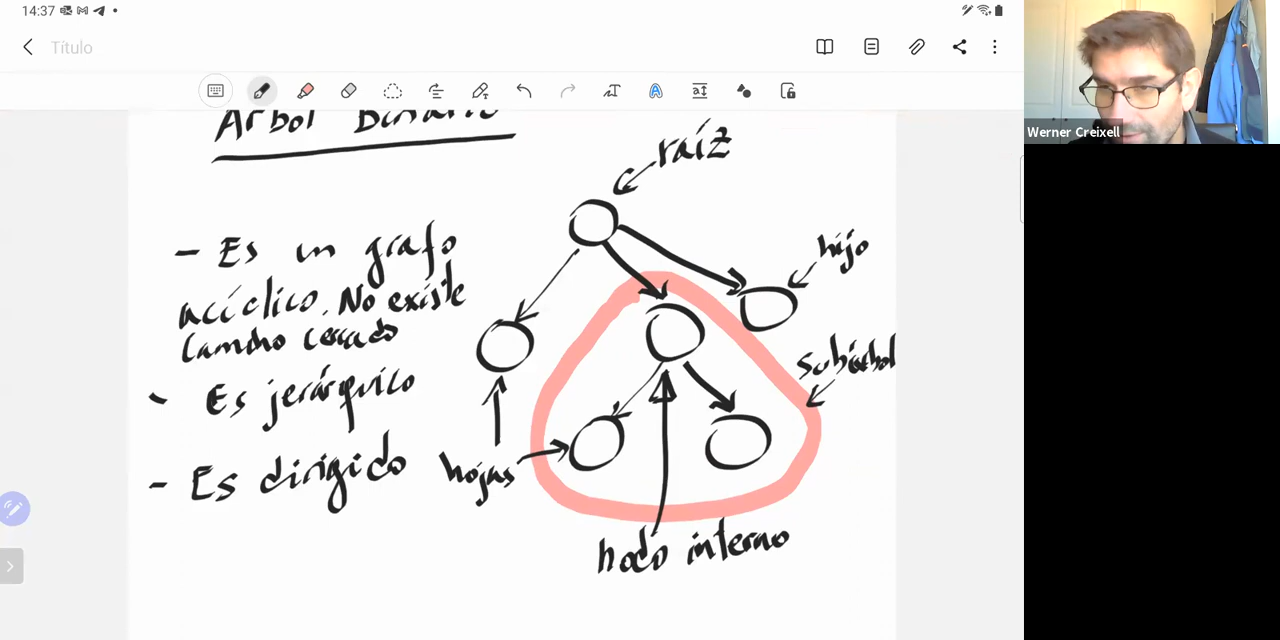 14:37
Título
Werner Creixell
Árbol Binario
raíz
- Es un grafo
acíclico. No existe
camino cerrado
hijo
subárbol
- Es jerárquico
- Es dirigido
hojas
nodo interno